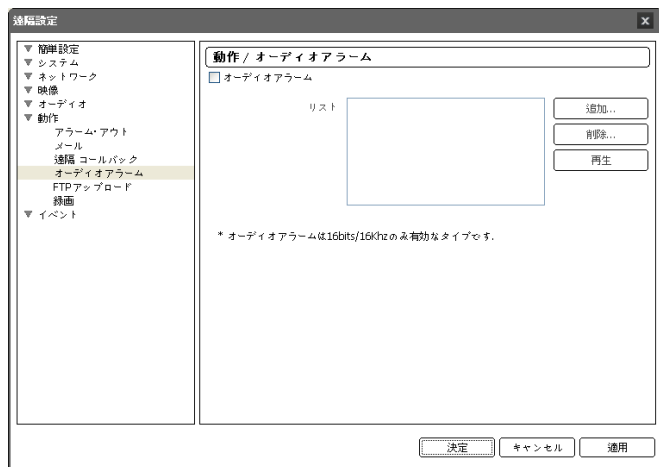 遠隔設定
X
▼ 簡単設定
▼ システム
▼ ネットワーク
▼ 映像
▼ オーディオ
▼ 動作
アラーム・アウト
メール
遠隔 コールバック
オーディオアラーム
FTPアップロード
録画
▼ イベント
動作 / オーディオアラーム
オーディオアラーム
リスト
追加...
削除...
再生
* オーディオアラームは16bits/16Khzのみ有効なタイプです.
決定
キャンセル
適用